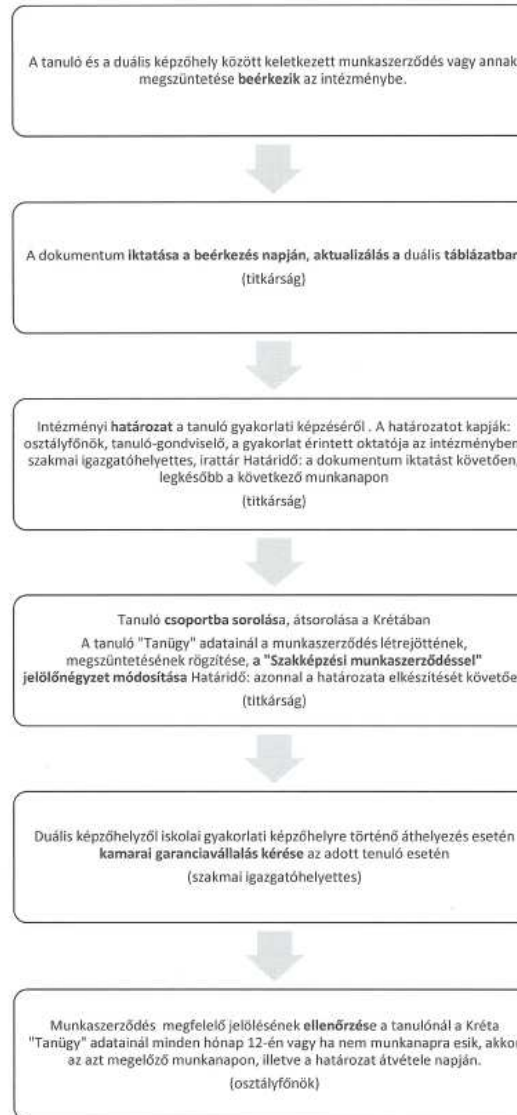 A tanuló és a duális képzőhely között keletkezett munkaszerződés vagy annak
megszüntetése beérkezik az intézménybe.
A dokumentum iktatása a beérkezés napján, aktualizálás a duális táblázatban
(titkárság)
Intézményi határozat a tanuló gyakorlati képzéséről . A határozatot kapják:
osztályfőnök, tanuló-gondviselő, a gyakorlat érintett oktatója az intézményben
szakmai igazgatóhelyettes, irattár Határidő: a dokumentum iktatást követően,
legkésőbb a következő munkanapon
(titkárság)
Tanuló csoportba sorolása, átsorolása a Krétában
A tanuló "Tanügy" adatainál a munkaszerződés létrejöttének,
megszüntetésének rögzítése, a "Szakképzési munkaszerződéssel"
jelölőnégyzet módosítása Határidő: azonnal a határozata elkészítését követőe
(titkárság)
Duális képzőhelyzől iskolai gyakorlati képzőhelyre történő áthelyezés esetén
kamarai garanciavállalás kérése az adott tenuló esetén
(szakmai igazgatóhelyettes)
Munkaszerződés megfelelő jelölésének ellenőrzése a tanulónál a Kréta
"Tanügy" adatainál minden hónap 12-én vagy ha nem munkanapra esik, akkor
az azt megelőző munkanapon, illetve a határozat átvétele napján.
(osztályfőnök)